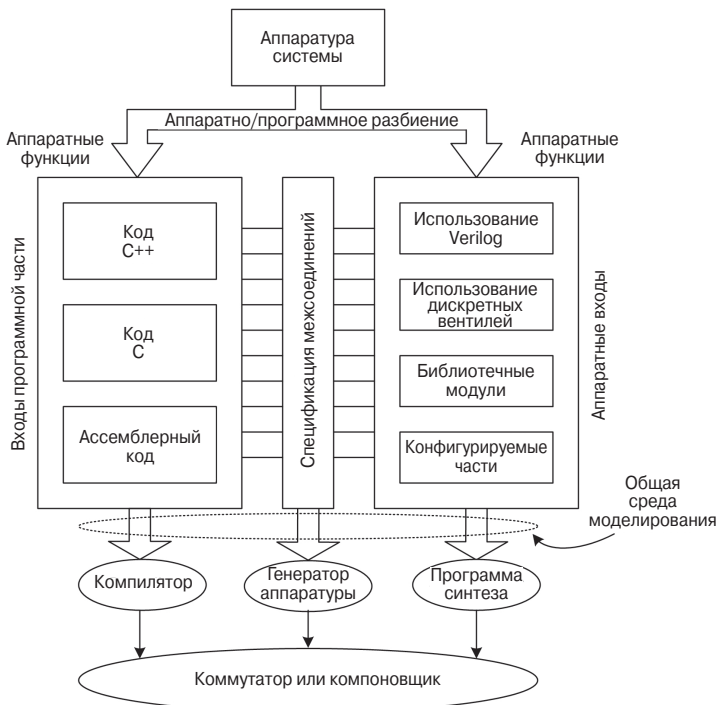 Аппаратура
системы
Аппаратно/программное разбиение
Аппаратные
функции
Аппаратные
функции
Входы программной части
Код
C++
Код
C
Ассемблерный
код
Спецификация межсоединений
Использование
Verilog
Использование
дискретных
вентилей
Библиотечные
модули
Конфигурируемые
части
Аппаратные входы
Общая
среда
моделирования
Компилятор
Генератор
аппаратуры
Программа
синтеза
Коммутатор или компоновщик